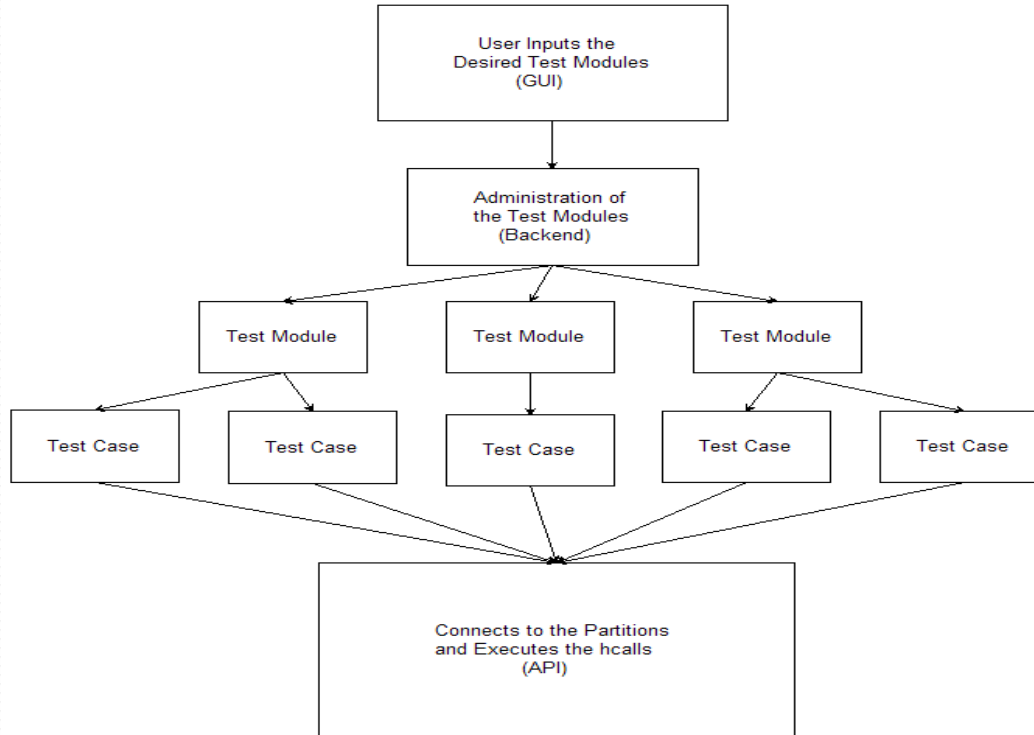 User Inputs the
Desired Test Modules
(GUI)
Administration of
the Test Modules
(Backend)
Test Module
Test Module
Test Module
Test Case
Test Case
Test Case
Test Case
Test Case
Connects to the Partitions
and Executes the hcalls
(API)